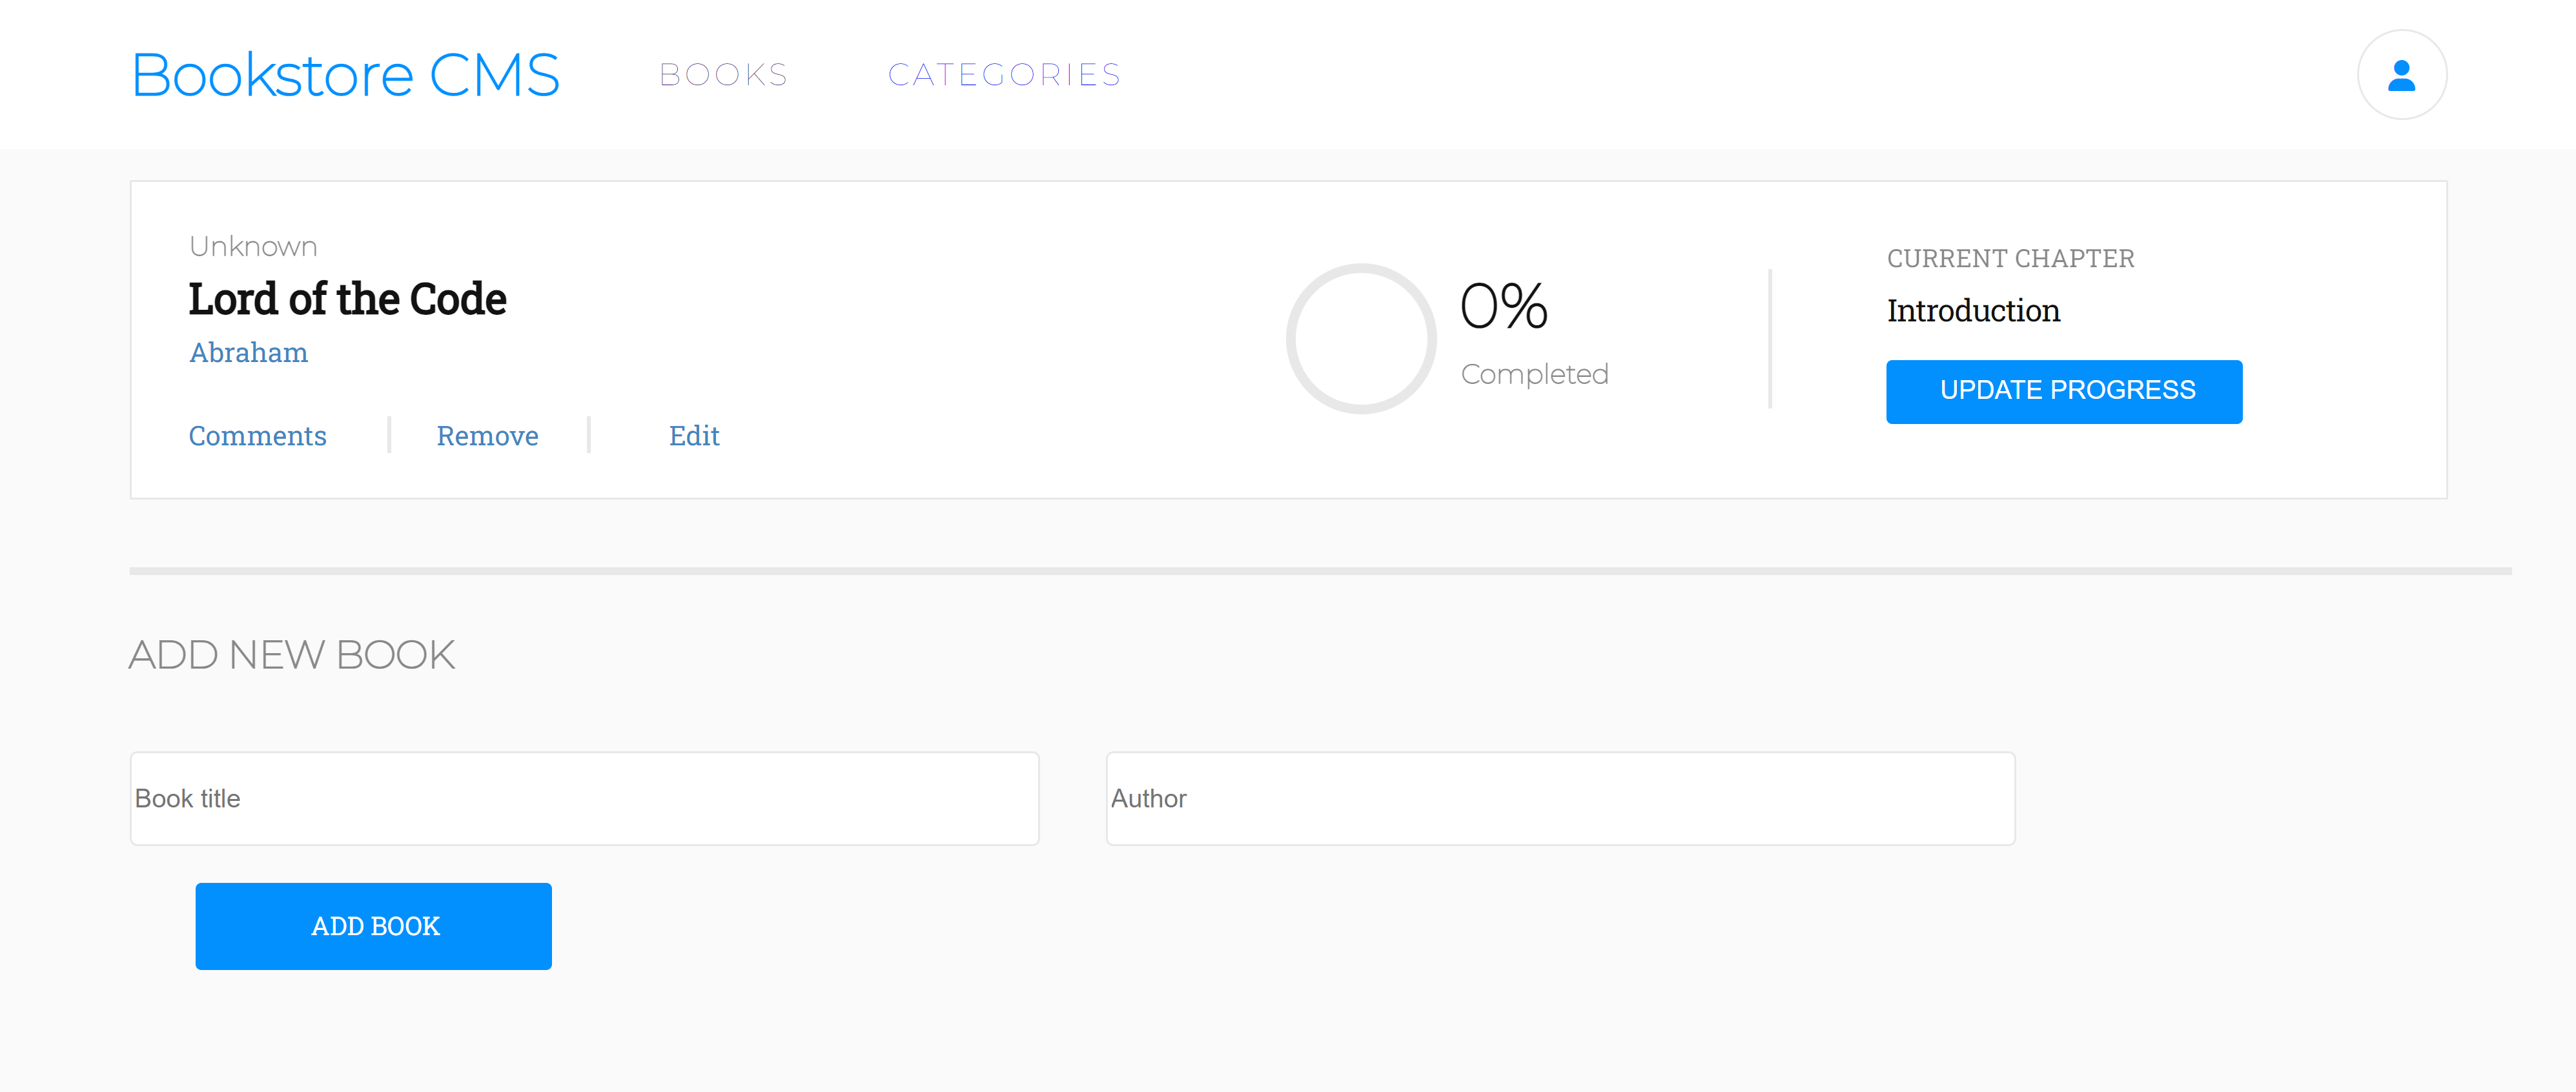 Bookstore CMS BOOKS CATEGORIES
Unknown
Lord of the Code
Abraham
Comments Remove Edit
0%
Completed
CURRENT CHAPTER
Introduction
UPDATE PROGRESS
ADD NEW BOOK
Book title Author
ADD BOOK